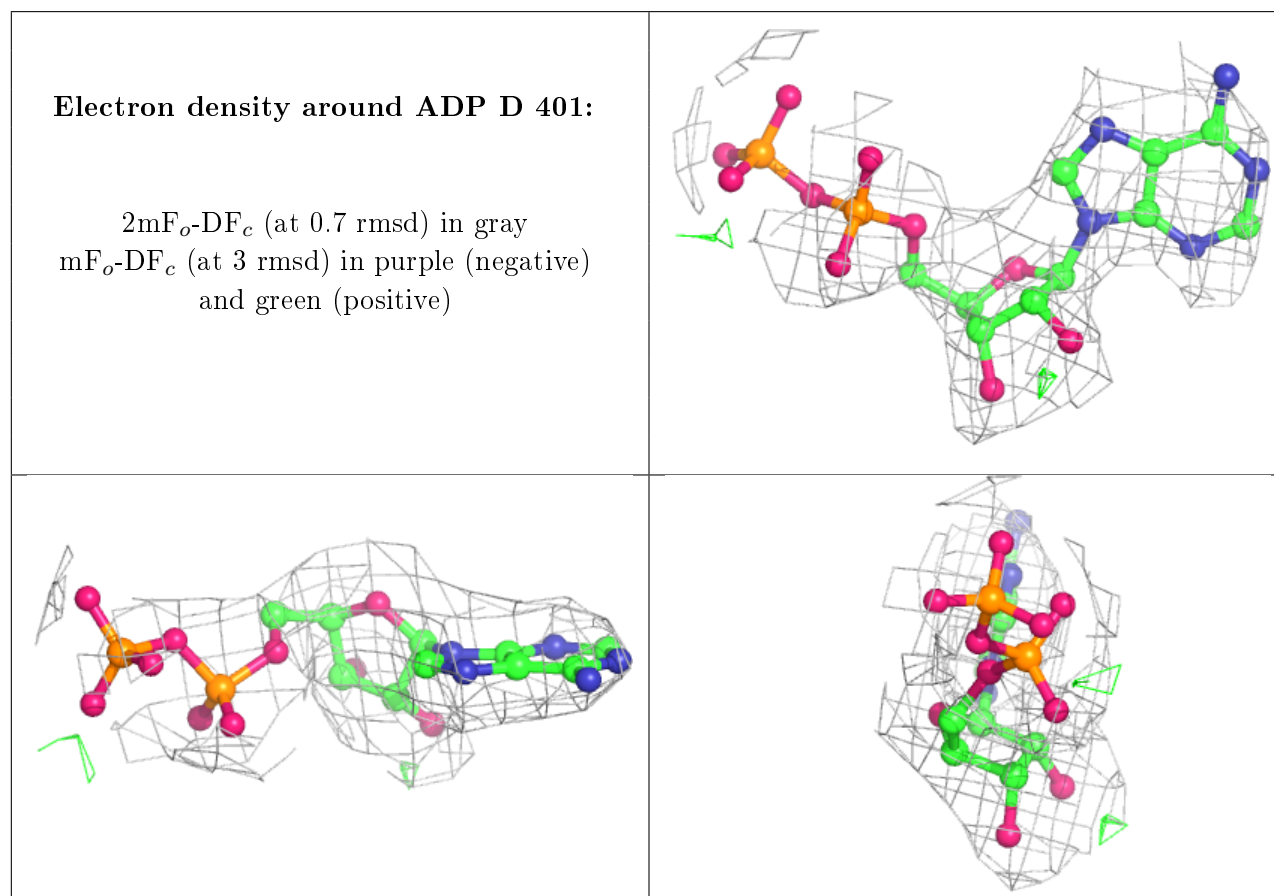 Electron density around ADP D 401:
2mFₒ-DF𝒸 (at 0.7 rmsd) in gray
mFₒ-DF𝒸 (at 3 rmsd) in purple (negative)
and green (positive)